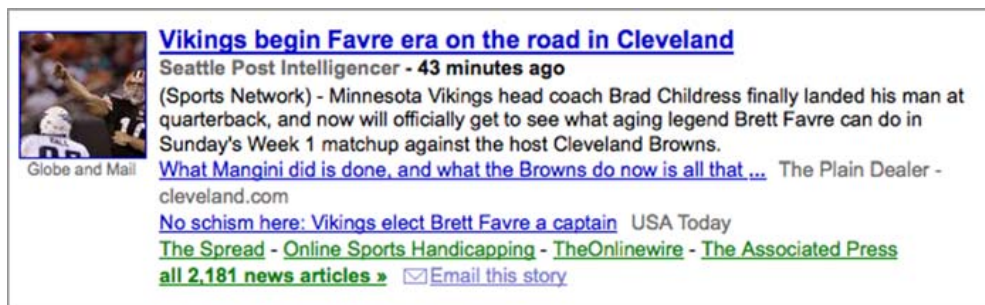 Vikings begin Favre era on the road in Cleveland
Seattle Post Intelligencer - 43 minutes ago
(Sports Network) - Minnesota Vikings head coach Brad Childress finally landed his man at
quarterback, and now will officially get to see what aging legend Brett Favre can do in
Sunday's Week 1 matchup against the host Cleveland Browns.
Globe and Mail
What Mangini did is done, and what the Browns do now is all that ... The Plain Dealer -
cleveland.com
No schism here: Vikings elect Brett Favre a captain USA Today
The Spread - Online Sports Handicapping - TheOnlinewire - The Associated Press
all 2,181 news articles » Email this story